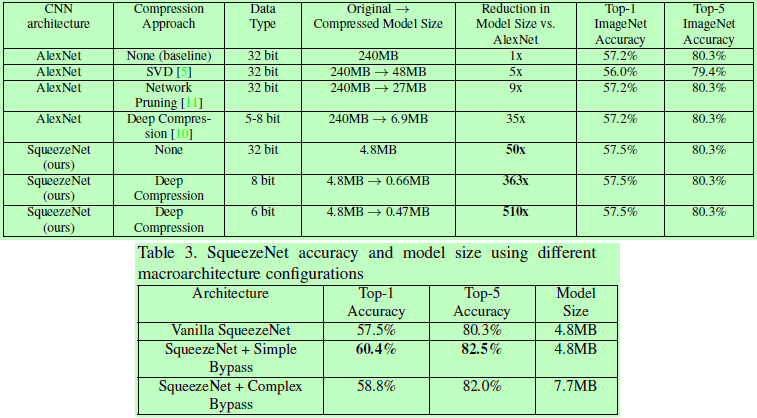 CNN architecture | Compression Approach | Data Type | Original → Compressed Model Size | Reduction in Model Size vs. AlexNet | Top-1 ImageNet Accuracy | Top-5 ImageNet Accuracy
AlexNet | None (baseline) | 32 bit | 240MB | 1x | 57.2% | 80.3%
AlexNet | SVD [5] | 32 bit | 240MB → 48MB | 5x | 56.0% | 79.4%
AlexNet | Network Pruning [11] | 32 bit | 240MB → 27MB | 9x | 57.2% | 80.3%
AlexNet | Deep Compres-sion [10] | 5-8 bit | 240MB → 6.9MB | 35x | 57.2% | 80.3%
SqueezeNet (ours) | None | 32 bit | 4.8MB | 50x | 57.5% | 80.3%
SqueezeNet (ours) | Deep Compression | 8 bit | 4.8MB → 0.66MB | 363x | 57.5% | 80.3%
SqueezeNet (ours) | Deep Compression | 6 bit | 4.8MB → 0.47MB | 510x | 57.5% | 80.3%
Table 3. SqueezeNet accuracy and model size using different
macroarchitecture configurations
Architecture | Top-1 Accuracy | Top-5 Accuracy | Model Size
Vanilla SqueezeNet | 57.5% | 80.3% | 4.8MB
SqueezeNet + Simple Bypass | 60.4% | 82.5% | 4.8MB
SqueezeNet + Complex Bypass | 58.8% | 82.0% | 7.7MB